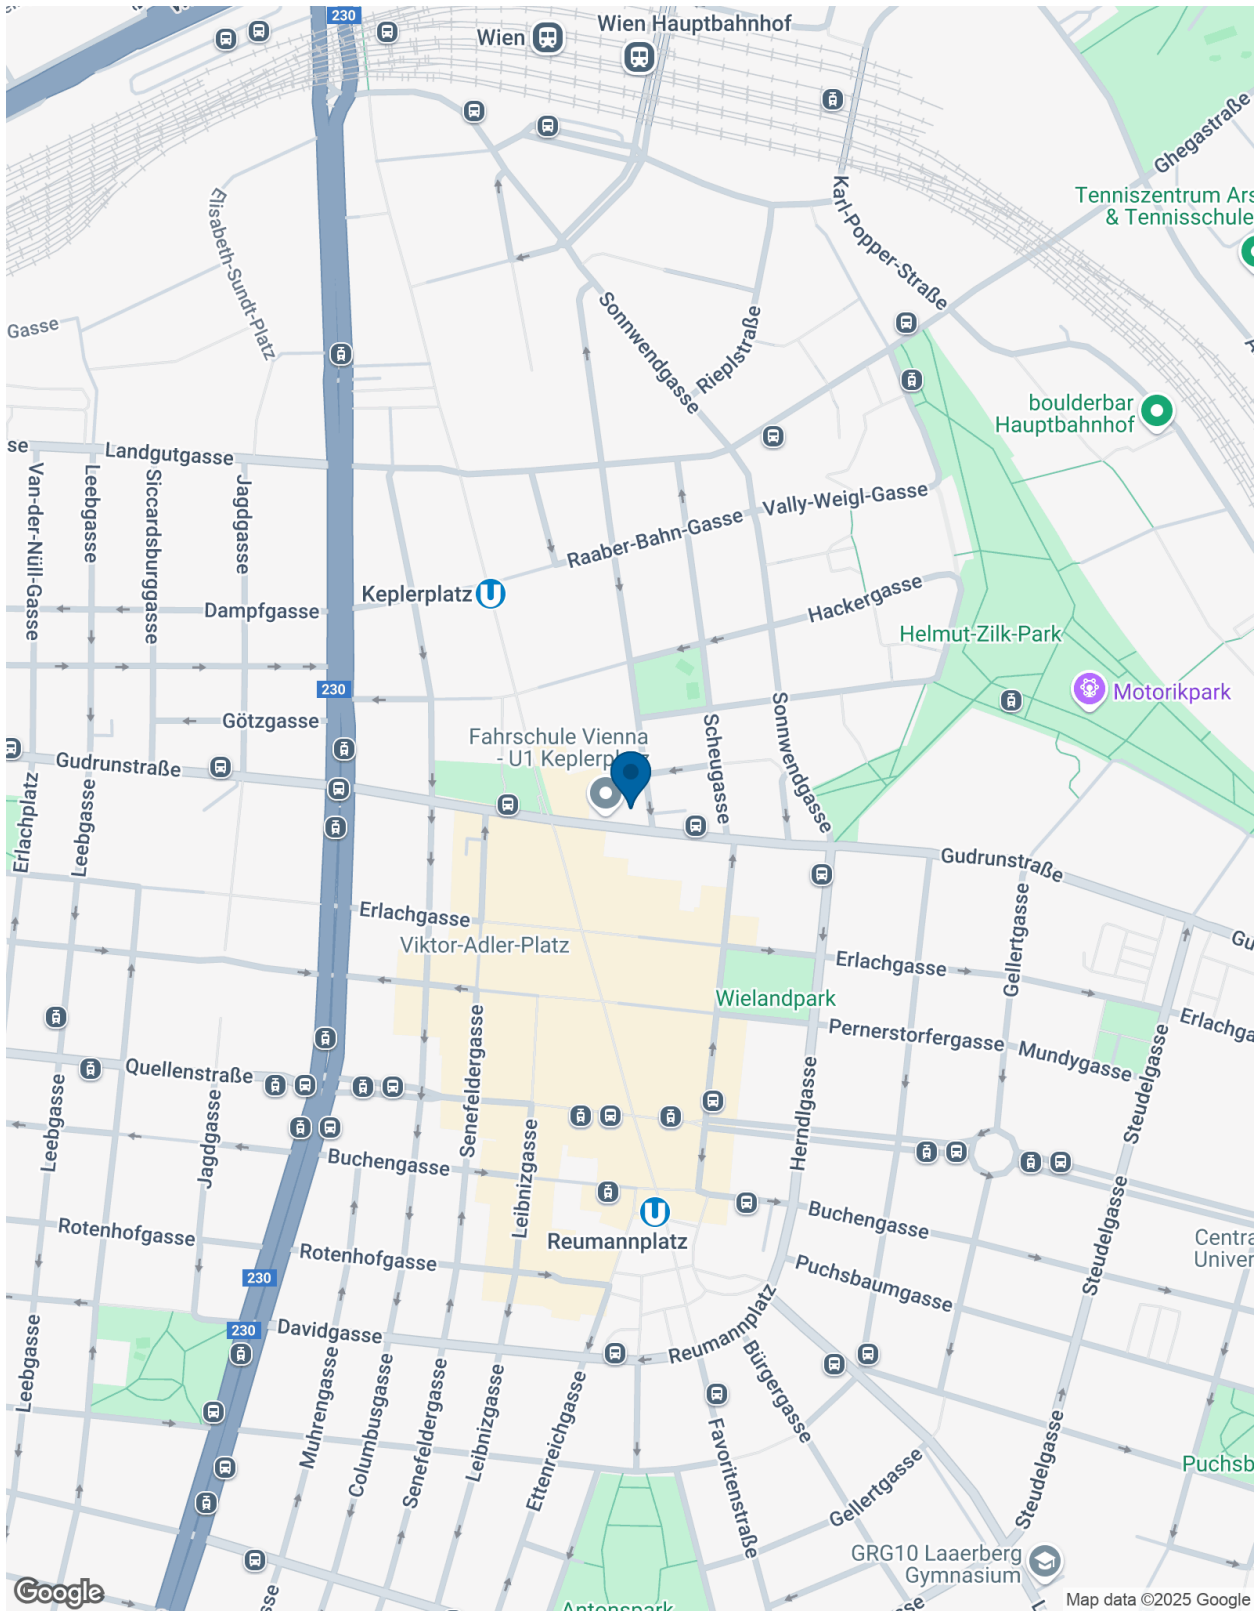 230
Wien
Wien Hauptbahnhof
Ghegastraße
Tenniszentrum Ars
& Tennisschule
Karl-Popper-Straße
Elisabeth-Sundt-Platz
Gasse
Sonnwendgasse
Rieplstraße
boulderbar
Hauptbahnhof
sse
Landgutgasse
Van-der-Nüll-Gasse
Leebgasse
Siccardsburggasse
Jagdgasse
Vally-Weigl-Gasse
Raaber-Bahn-Gasse
Keplerplatz
Dampfgasse
Hackergasse
Helmut-Zilk-Park
230
Motorikpark
Götzgasse
Sonnwendgasse
Scheugasse
Fahrschule Vienna
- U1 Keplerplatz
Gudrunstraße
Erlachplatz
Leebgasse
Gudrunstraße
Gellertgasse
Erlachgasse
Viktor-Adler-Platz
Erlachgasse
Wielandpark
Pernerstorfergasse
Mundygasse
Erlachga
Gu
Quellenstraße
Senefeldergasse
Herndlgasse
Steudelgasse
Leebgasse
Jagdgasse
Buchengasse
Leibnizgasse
Reumannplatz
Buchengasse
Steudelgasse
Centra
Univer
Rotenhofgasse
Rotenhofgasse
Puchsbaumgasse
230
230
Davidgasse
Reumannplatz
Leebgasse
Muhrengasse
Columbusgasse
Senefeldergasse
Leibnizgasse
Ettenreichgasse
Favoritenstraße
Bürgergasse
Gellertgasse
Steudelgasse
Puchsb
GRG10 Laaerberg
Gymnasium
Antonspark
Google
Map data ©2025 Google